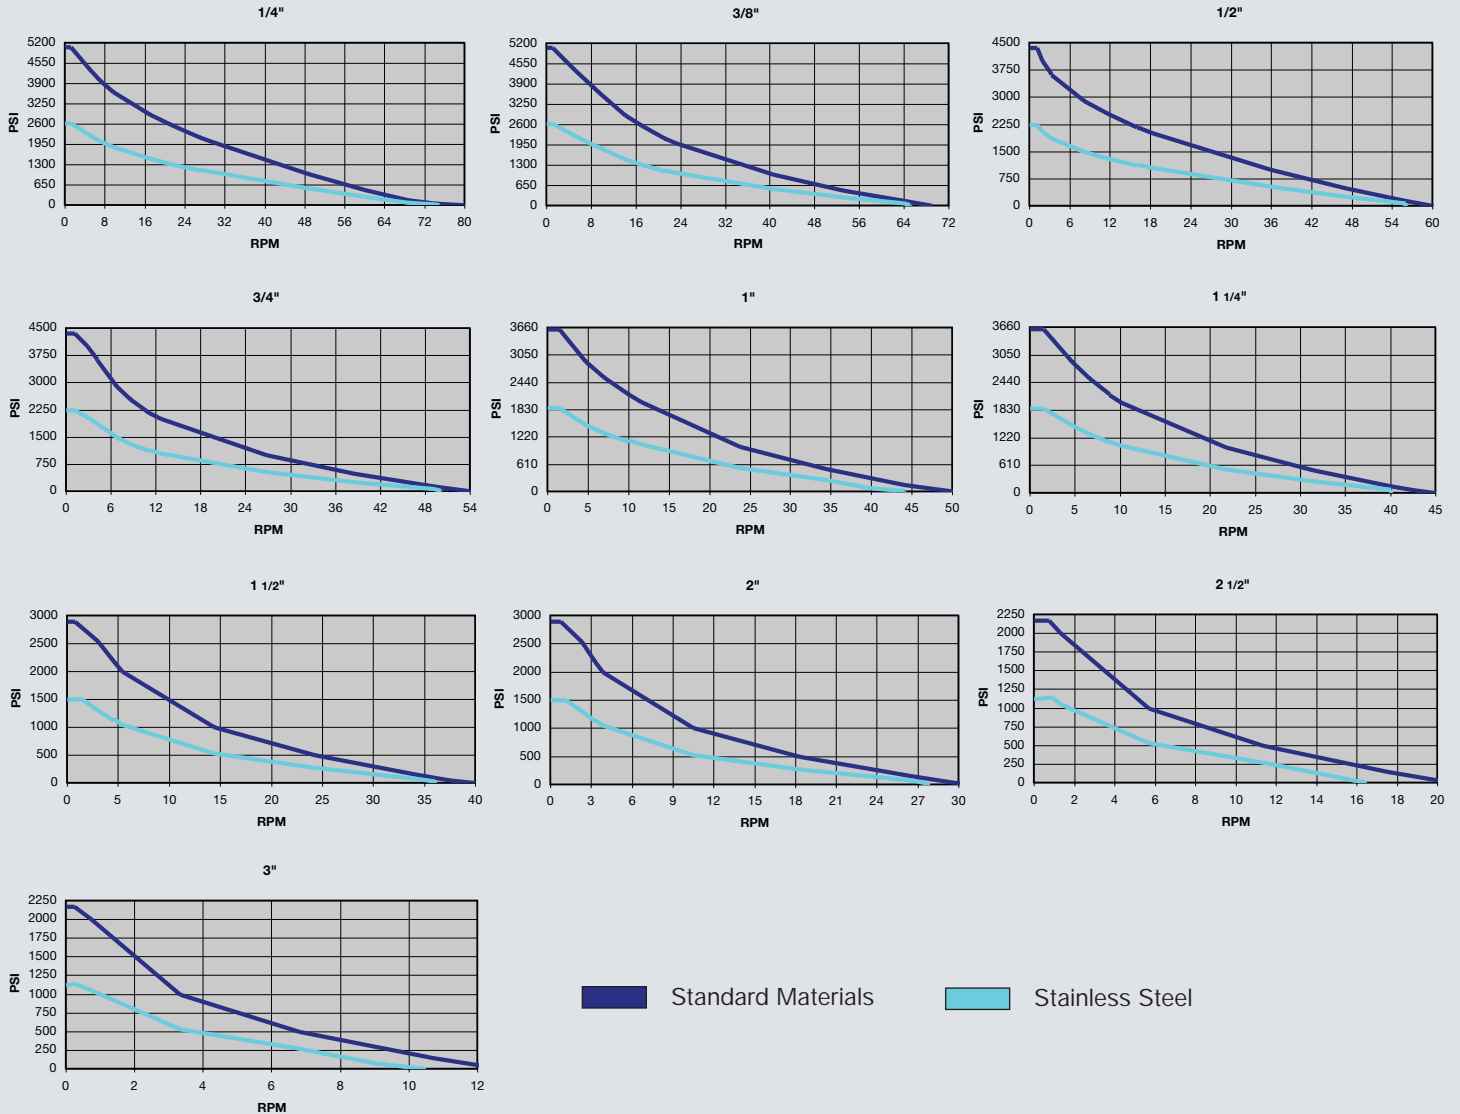 1/4"
5200
4550
3900
3250
2600
1950
1300
650
0
PSI
0 8 16 24 32 40 48 56 64 72 80
RPM
3/8"
5200
4550
3900
3250
2600
1950
1300
650
0
PSI
0 8 16 24 32 40 48 56 64 72
RPM
1/2"
4500
3750
3000
2250
1500
750
0
PSI
0 6 12 18 24 30 36 42 48 54 60
RPM
3/4"
4500
3750
3000
2250
1500
750
0
PSI
0 6 12 18 24 30 36 42 48 54
RPM
1"
3660
3050
2440
1830
1220
610
0
PSI
0 5 10 15 20 25 30 35 40 45 50
RPM
1 1/4"
3660
3050
2440
1830
1220
610
0
PSI
0 5 10 15 20 25 30 35 40 45
RPM
1 1/2"
3000
2500
2000
1500
1000
500
0
PSI
0 5 10 15 20 25 30 35 40
RPM
2"
3000
2500
2000
1500
1000
500
0
PSI
0 3 6 9 12 15 18 21 24 27 30
RPM
2 1/2"
2250
2000
1750
1500
1250
1000
750
500
250
0
PSI
0 2 4 6 8 10 12 14 16 18 20
RPM
3"
2250
2000
1750
1500
1250
1000
750
500
250
0
PSI
0 2 4 6 8 10 12
RPM
Standard Materials
Stainless Steel